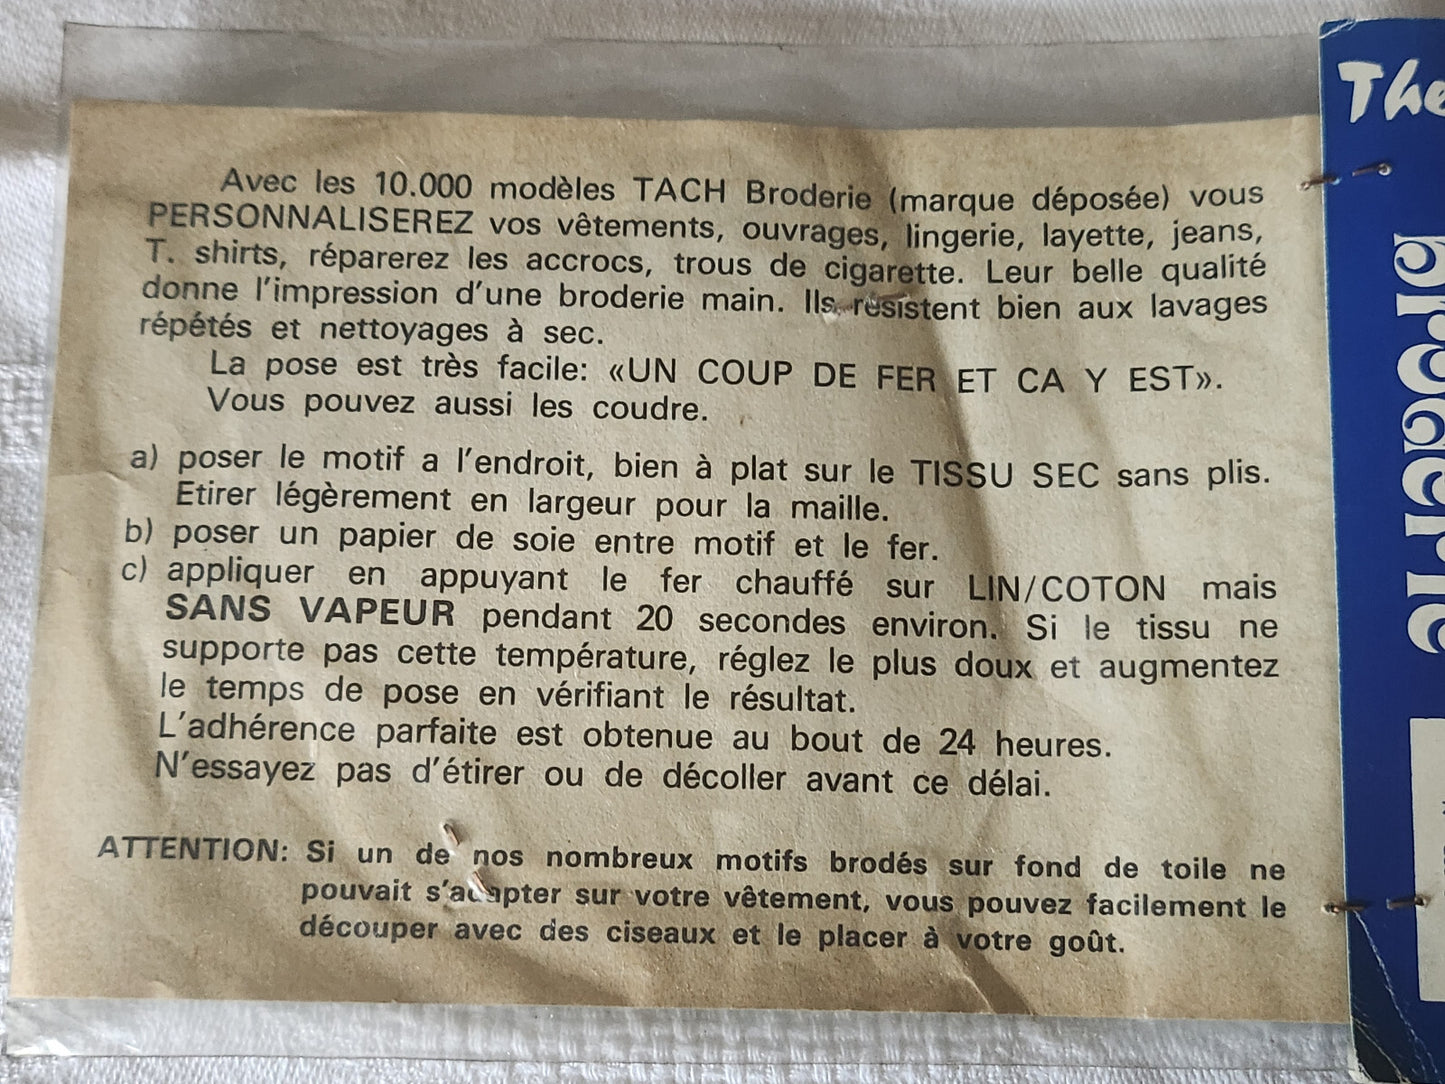 Avec les 10.000 modèles TACH Broderie (marque déposée) vous
PERSONNALISEREZ vos vêtements, ouvrages, lingerie, layette, jeans,
T. shirts, réparerez les accrocs, trous de cigarette. Leur belle qualité
donne l'impression d'une broderie main. Ils résistent bien aux lavages
répétés et nettoyages à sec.
La pose est très facile: «UN COUP DE FER ET CA Y EST».
Vous pouvez aussi les coudre.
a) poser le motif a l'endroit, bien à plat sur le TISSU SEC sans plis.
Etirer légèrement en largeur pour la maille.
b) poser un papier de soie entre motif et le fer.
c) appliquer en appuyant le fer chauffé sur LIN/COTON mais
SANS VAPEUR pendant 20 secondes environ. Si le tissu ne
supporte pas cette température, réglez le plus doux et augmentez
le temps de pose en vérifiant le résultat.
L'adhérence parfaite est obtenue au bout de 24 heures.
N'essayez pas d'étirer ou de décoller avant ce délai.
ATTENTION: Si un de nos nombreux motifs brodés sur fond de toile ne
pouvait s'adapter sur votre vêtement, vous pouvez facilement le
découper avec des ciseaux et le placer à votre goût.
The
broderie